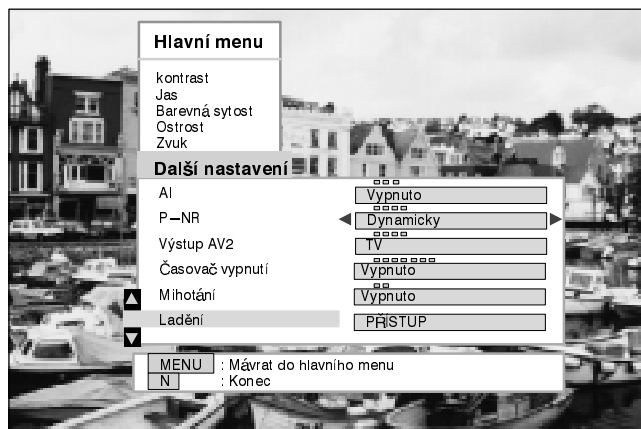 Hlavní menu
kontrast
Jas
Barevná sytost
Ostrost
Zvuk
Další nastavení
AI Vypnuto
P–NR Dynamicky
Výstup AV2 TV
Časovač vypnutí Vypnuto
Mihotání Vypnuto
Ladění PŘÍSTUP
MENU : Mávrat do hlavního menu
N : Konec